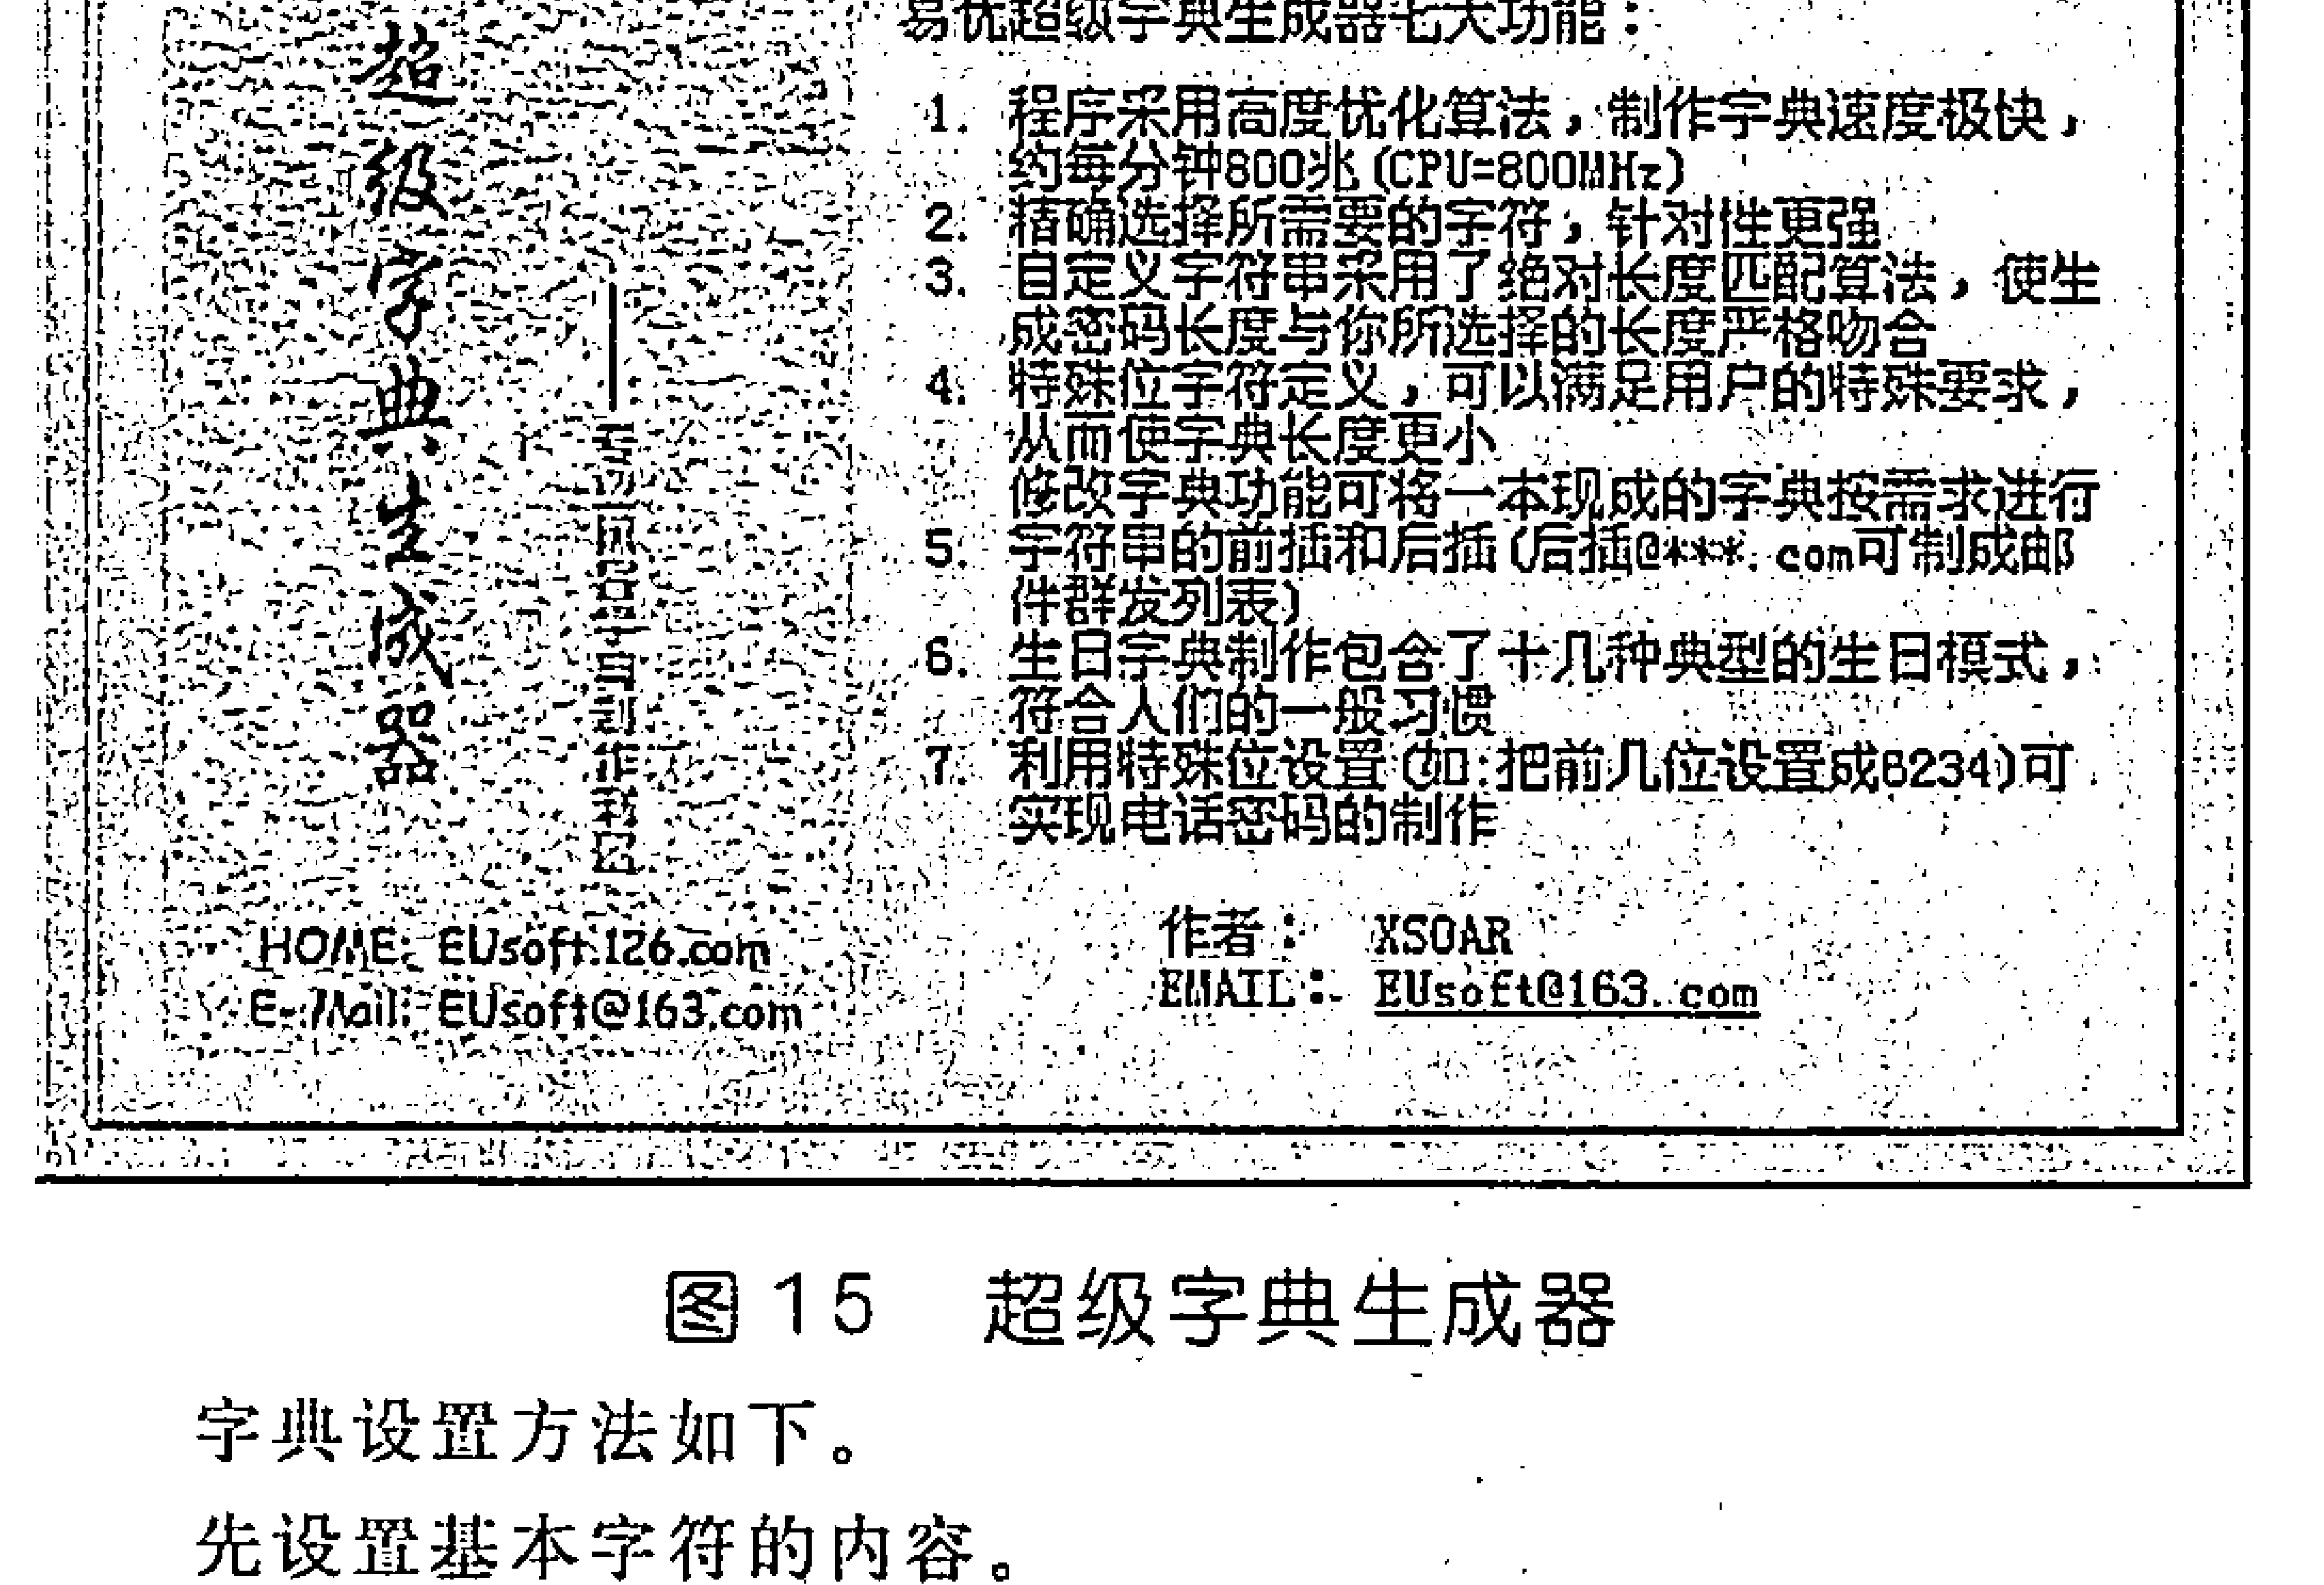 超级字典生成器
HOME: EUsoft.126.com
E-Mail: EUsoft@163.com
易优超级字典生成器七大功能：
1. 程序采用高度优化算法，制作字典速度极快，
约每分钟800兆(CPU=800MHz)
2. 精确选择所需要的字符，针对性更强
3. 自定义字符串采用了绝对长度匹配算法，使生
成密码长度与你所选择的长度严格吻合
4. 特殊位字符定义，可以满足用户的特殊要求，
从而使字典长度更小
修改字典功能可将一本现成的字典按需求进行
5. 字符串的前插和后插(后插@***.com可制成邮
件群发列表)
6. 生日字典制作包含了十几种典型的生日模式，
符合人们的一般习惯
7. 利用特殊位设置(如:把前几位设置成8234)可
实现电话密码的制作
作者： XSOAR
EMAIL： EUsoft@163.com
图15 超级字典生成器
字典设置方法如下。
先设置基本字符的内容。